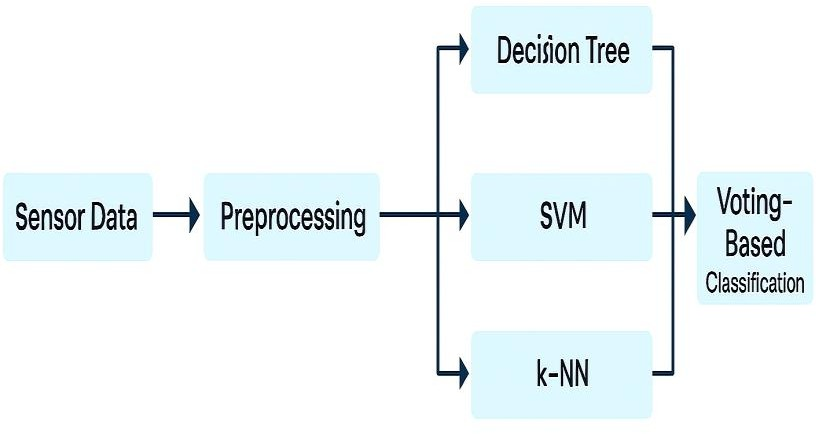 Sensor Data
Preprocessing
Decision Tree
SVM
k-NN
Voting-
Based
Classification